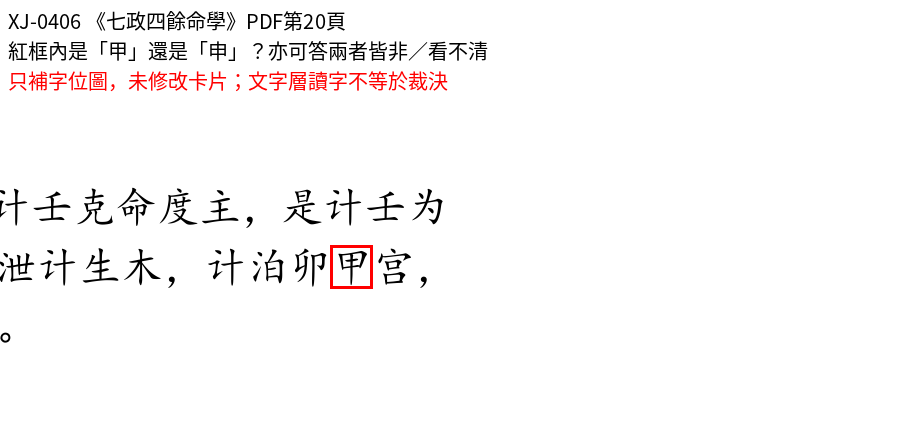 XJ-0406 《七政四餘命學》PDF第20頁
紅框內是「甲」還是「申」？亦可答兩者皆非／看不清
只補字位圖，未修改卡片；文字層讀字不等於裁決
计壬克命度主，是计壬为
泄计生木，计泊卯甲宫，
。